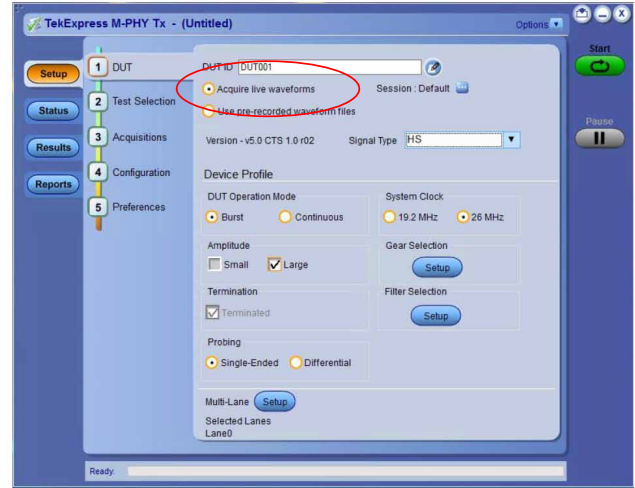 TekExpress M-PHY Tx - (Untitled)
Options
Start
Setup
Status
Results
Reports
Pause
1 DUT
2 Test Selection
3 Acquisitions
4 Configuration
5 Preferences
DUT ID DUT001
Acquire live waveforms
Session : Default
Use pre-recorded waveform files
Version - v5.0 CTS 1.0 r02
Signal Type HS
Device Profile
DUT Operation Mode
Burst Continuous
System Clock
19.2 MHz 26 MHz
Amplitude
Small Large
Gear Selection
Setup
Termination
Terminated
Filter Selection
Setup
Probing
Single-Ended Differential
Multi-Lane Setup
Selected Lanes
Lane0
Ready.